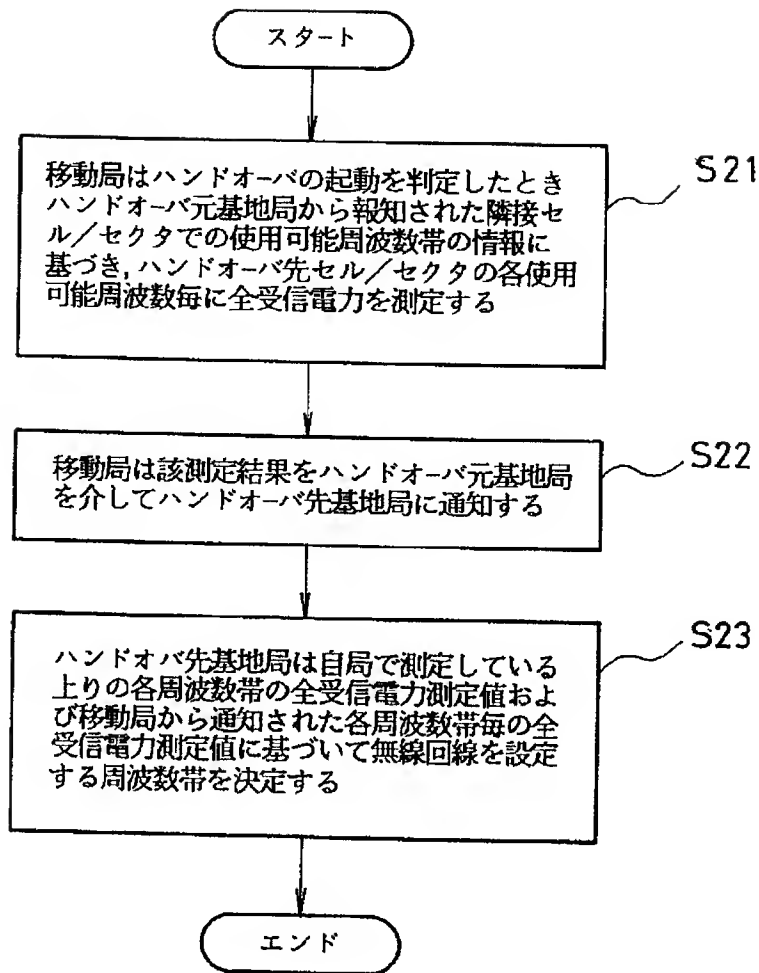 スタート
移動局はハンドオーバの起動を判定したとき
ハンドオーバ元基地局から報知された隣接セ
ル／セクタでの使用可能周波数帯の情報に
基づき，ハンドオーバ先セル／セクタの各使用
可能周波数毎に全受信電力を測定する
S21
移動局は該測定結果をハンドオーバ元基地局
を介してハンドオーバ先基地局に通知する
S22
ハンドオバ先基地局は自局で測定している
上りの各周波数帯の全受信電力測定値およ
び移動局から通知された各周波数帯毎の全
受信電力測定値に基づいて無線回線を設定
する周波数帯を決定する
S23
エンド